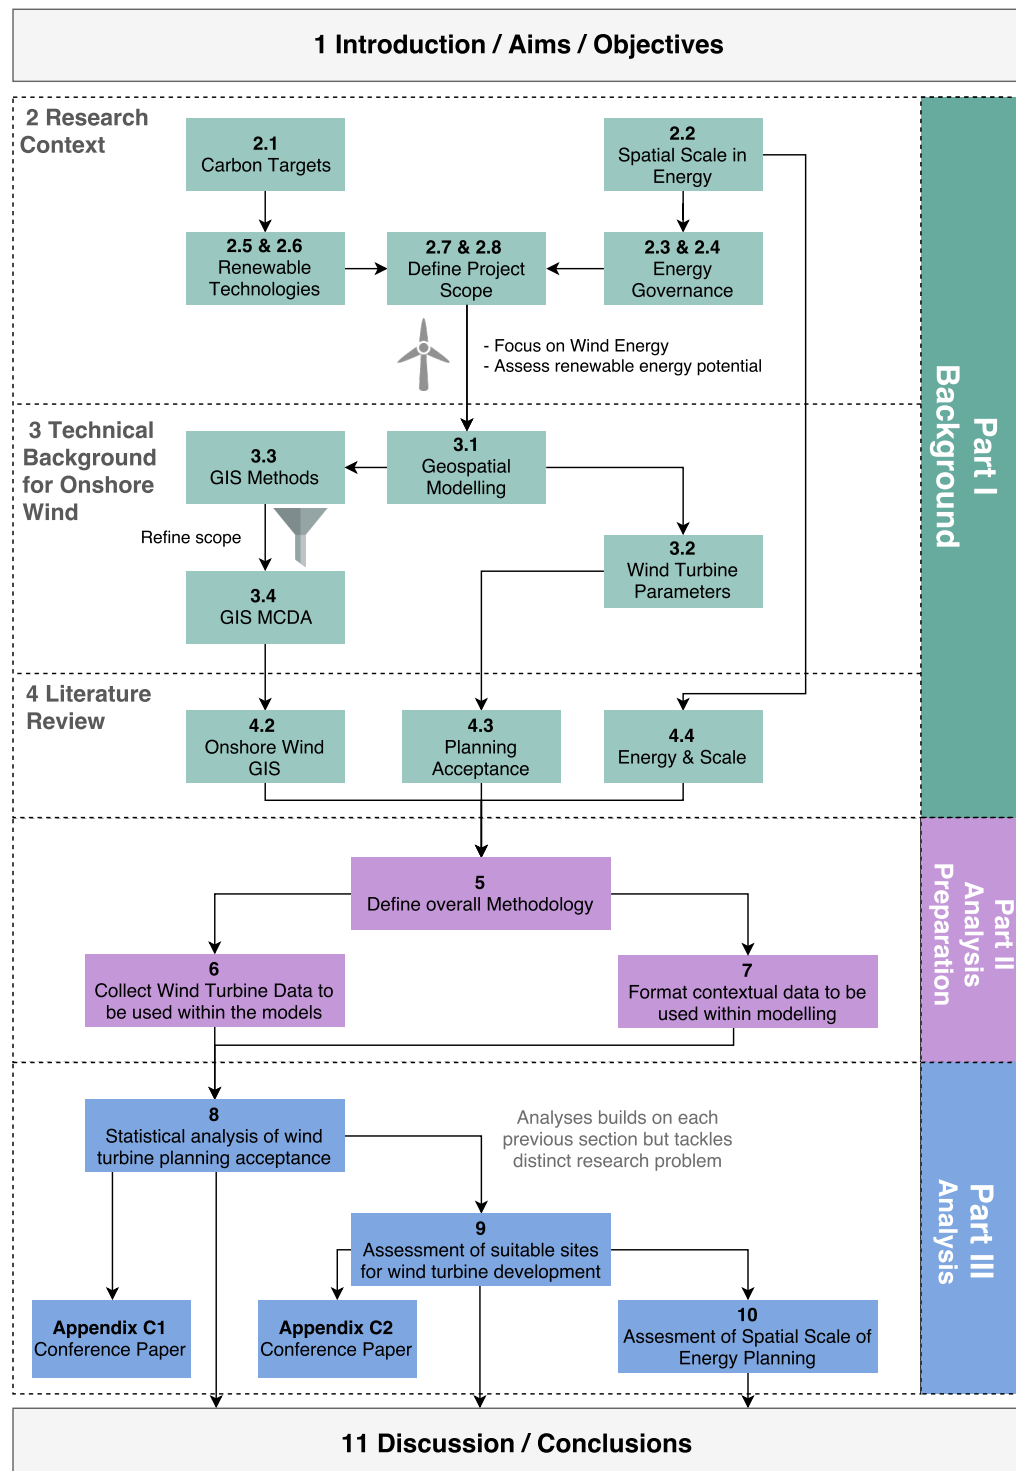 1 Introduction / Aims / Objectives
2 Research
Context
2.1
Carbon Targets
2.2
Spatial Scale in
Energy
2.5 & 2.6
Renewable
Technologies
2.7 & 2.8
Define Project
Scope
2.3 & 2.4
Energy
Governance
- Focus on Wind Energy
- Assess renewable energy potential
Part I
Background
3 Technical
Background
for Onshore
Wind
3.3
GIS Methods
3.1
Geospatial
Modelling
Refine scope
3.2
Wind Turbine
Parameters
3.4
GIS MCDA
4 Literature
Review
4.2
Onshore Wind
GIS
4.3
Planning
Acceptance
4.4
Energy & Scale
5
Define overall Methodology
Part II
Analysis
Preparation
6
Collect Wind Turbine Data to
be used within the models
7
Format contextual data to be
used within modelling
8
Statistical analysis of wind
turbine planning acceptance
Analyses builds on each
previous section but tackles
distinct research problem
Part III
Analysis
9
Assessment of suitable sites
for wind turbine development
Appendix C1
Conference Paper
Appendix C2
Conference Paper
10
Assesment of Spatial Scale of
Energy Planning
11 Discussion / Conclusions